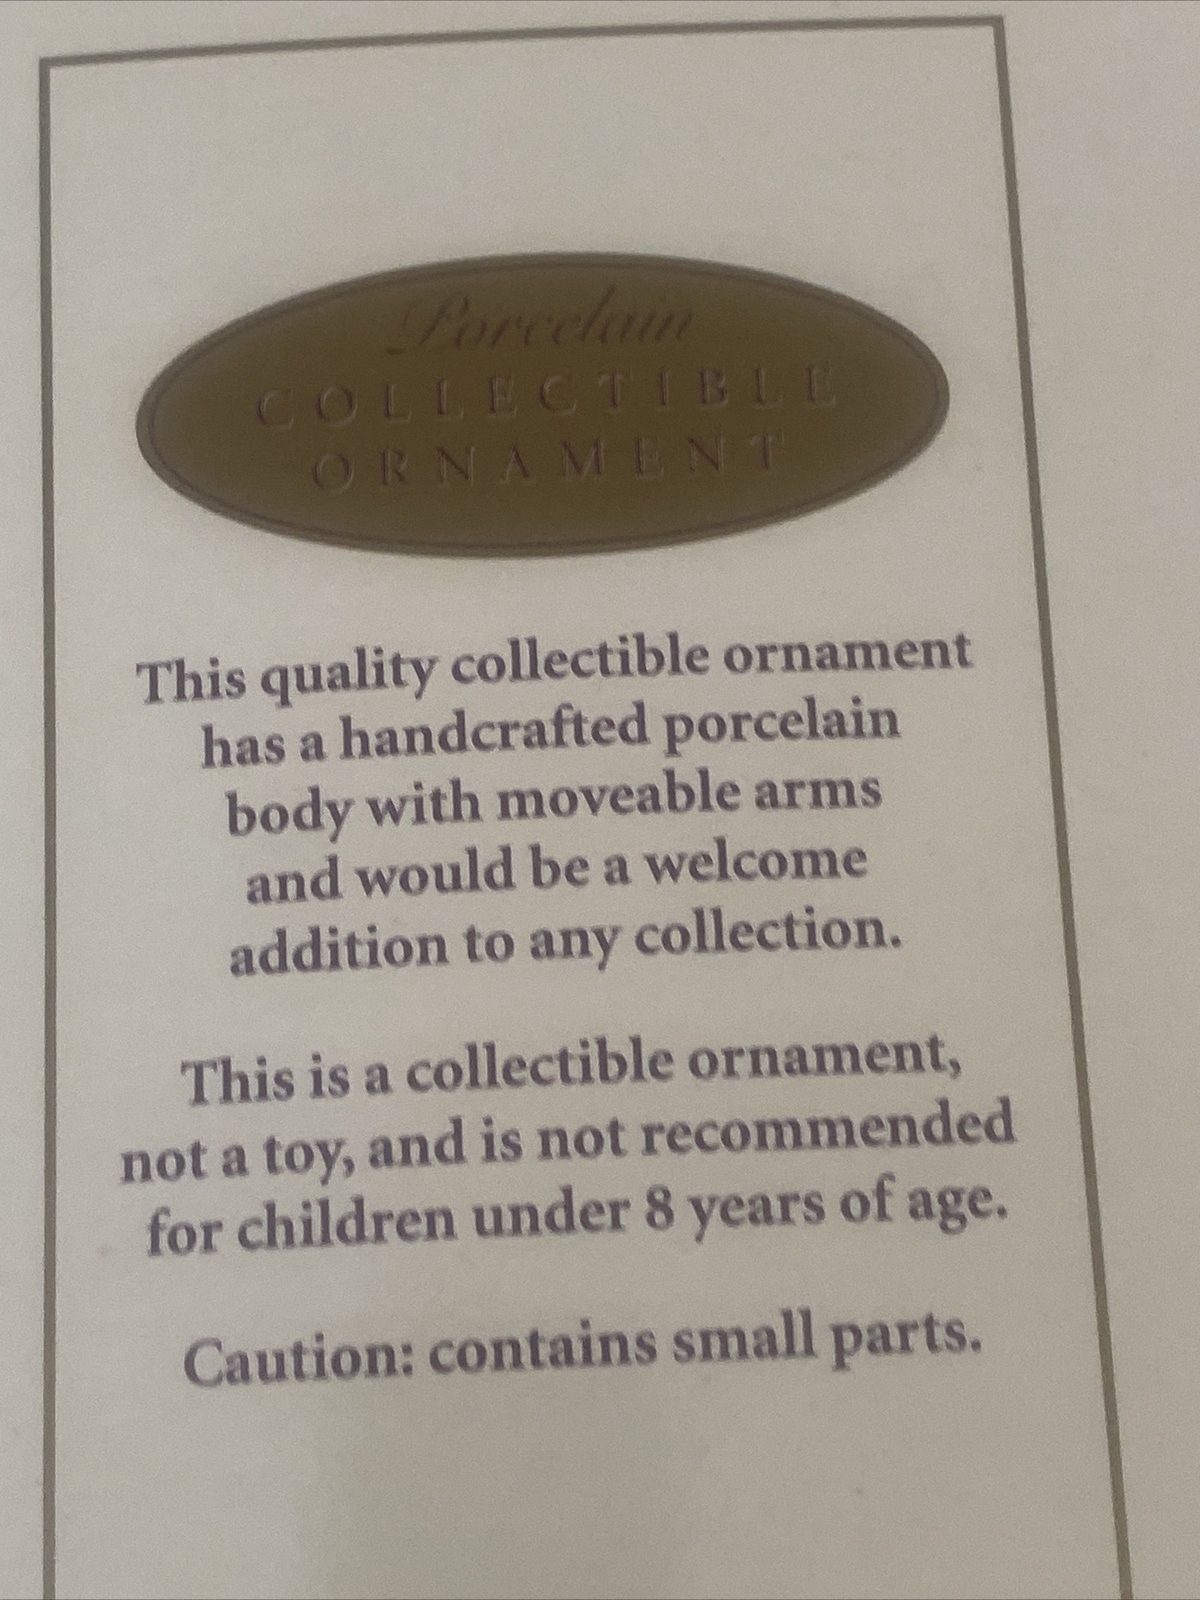 Porcelain
COLLECTIBLE
ORNAMENT
This quality collectible ornament
has a handcrafted porcelain
body with moveable arms
and would be a welcome
addition to any collection.
This is a collectible ornament,
not a toy, and is not recommended
for children under 8 years of age.
Caution: contains small parts.